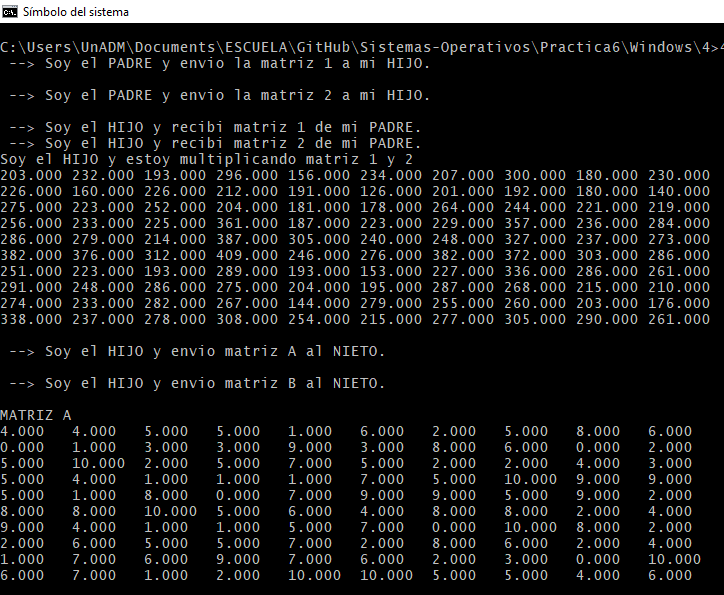 Símbolo del sistema
C:\Users\UnADM\Documents\ESCUELA\GitHub\Sistemas-Operativos\Practica6\Windows\4>4
--> Soy el PADRE y envio la matriz 1 a mi HIJO.
--> Soy el PADRE y envio la matriz 2 a mi HIJO.
--> Soy el HIJO y recibi matriz 1 de mi PADRE.
--> Soy el HIJO y recibi matriz 2 de mi PADRE.
Soy el HIJO y estoy multiplicando matriz 1 y 2
203.000 232.000 193.000 296.000 156.000 234.000 207.000 300.000 180.000 230.000
226.000 160.000 226.000 212.000 191.000 126.000 201.000 192.000 180.000 140.000
275.000 223.000 252.000 204.000 181.000 178.000 264.000 244.000 221.000 219.000
256.000 233.000 225.000 361.000 187.000 223.000 229.000 357.000 236.000 284.000
286.000 279.000 214.000 387.000 305.000 240.000 248.000 327.000 237.000 273.000
382.000 376.000 312.000 409.000 246.000 276.000 382.000 372.000 303.000 286.000
251.000 223.000 193.000 289.000 193.000 153.000 227.000 336.000 286.000 261.000
291.000 248.000 286.000 275.000 204.000 195.000 287.000 268.000 215.000 210.000
274.000 233.000 282.000 267.000 144.000 279.000 255.000 260.000 203.000 176.000
338.000 237.000 278.000 308.000 254.000 215.000 277.000 305.000 290.000 261.000
--> Soy el HIJO y envio matriz A al NIETO.
--> Soy el HIJO y envio matriz B al NIETO.
MATRIZ A
4.000 4.000 5.000 5.000 1.000 6.000 2.000 5.000 8.000 6.000
0.000 1.000 3.000 3.000 9.000 3.000 8.000 6.000 0.000 2.000
5.000 10.000 2.000 5.000 7.000 5.000 2.000 2.000 4.000 3.000
5.000 4.000 1.000 1.000 1.000 7.000 5.000 10.000 9.000 9.000
5.000 1.000 8.000 0.000 7.000 9.000 9.000 5.000 9.000 2.000
8.000 8.000 10.000 5.000 6.000 4.000 8.000 8.000 2.000 4.000
9.000 4.000 1.000 1.000 5.000 7.000 0.000 10.000 8.000 2.000
2.000 6.000 5.000 5.000 7.000 2.000 8.000 6.000 2.000 4.000
1.000 7.000 6.000 9.000 7.000 6.000 2.000 3.000 0.000 10.000
6.000 7.000 1.000 2.000 10.000 10.000 5.000 5.000 4.000 6.000